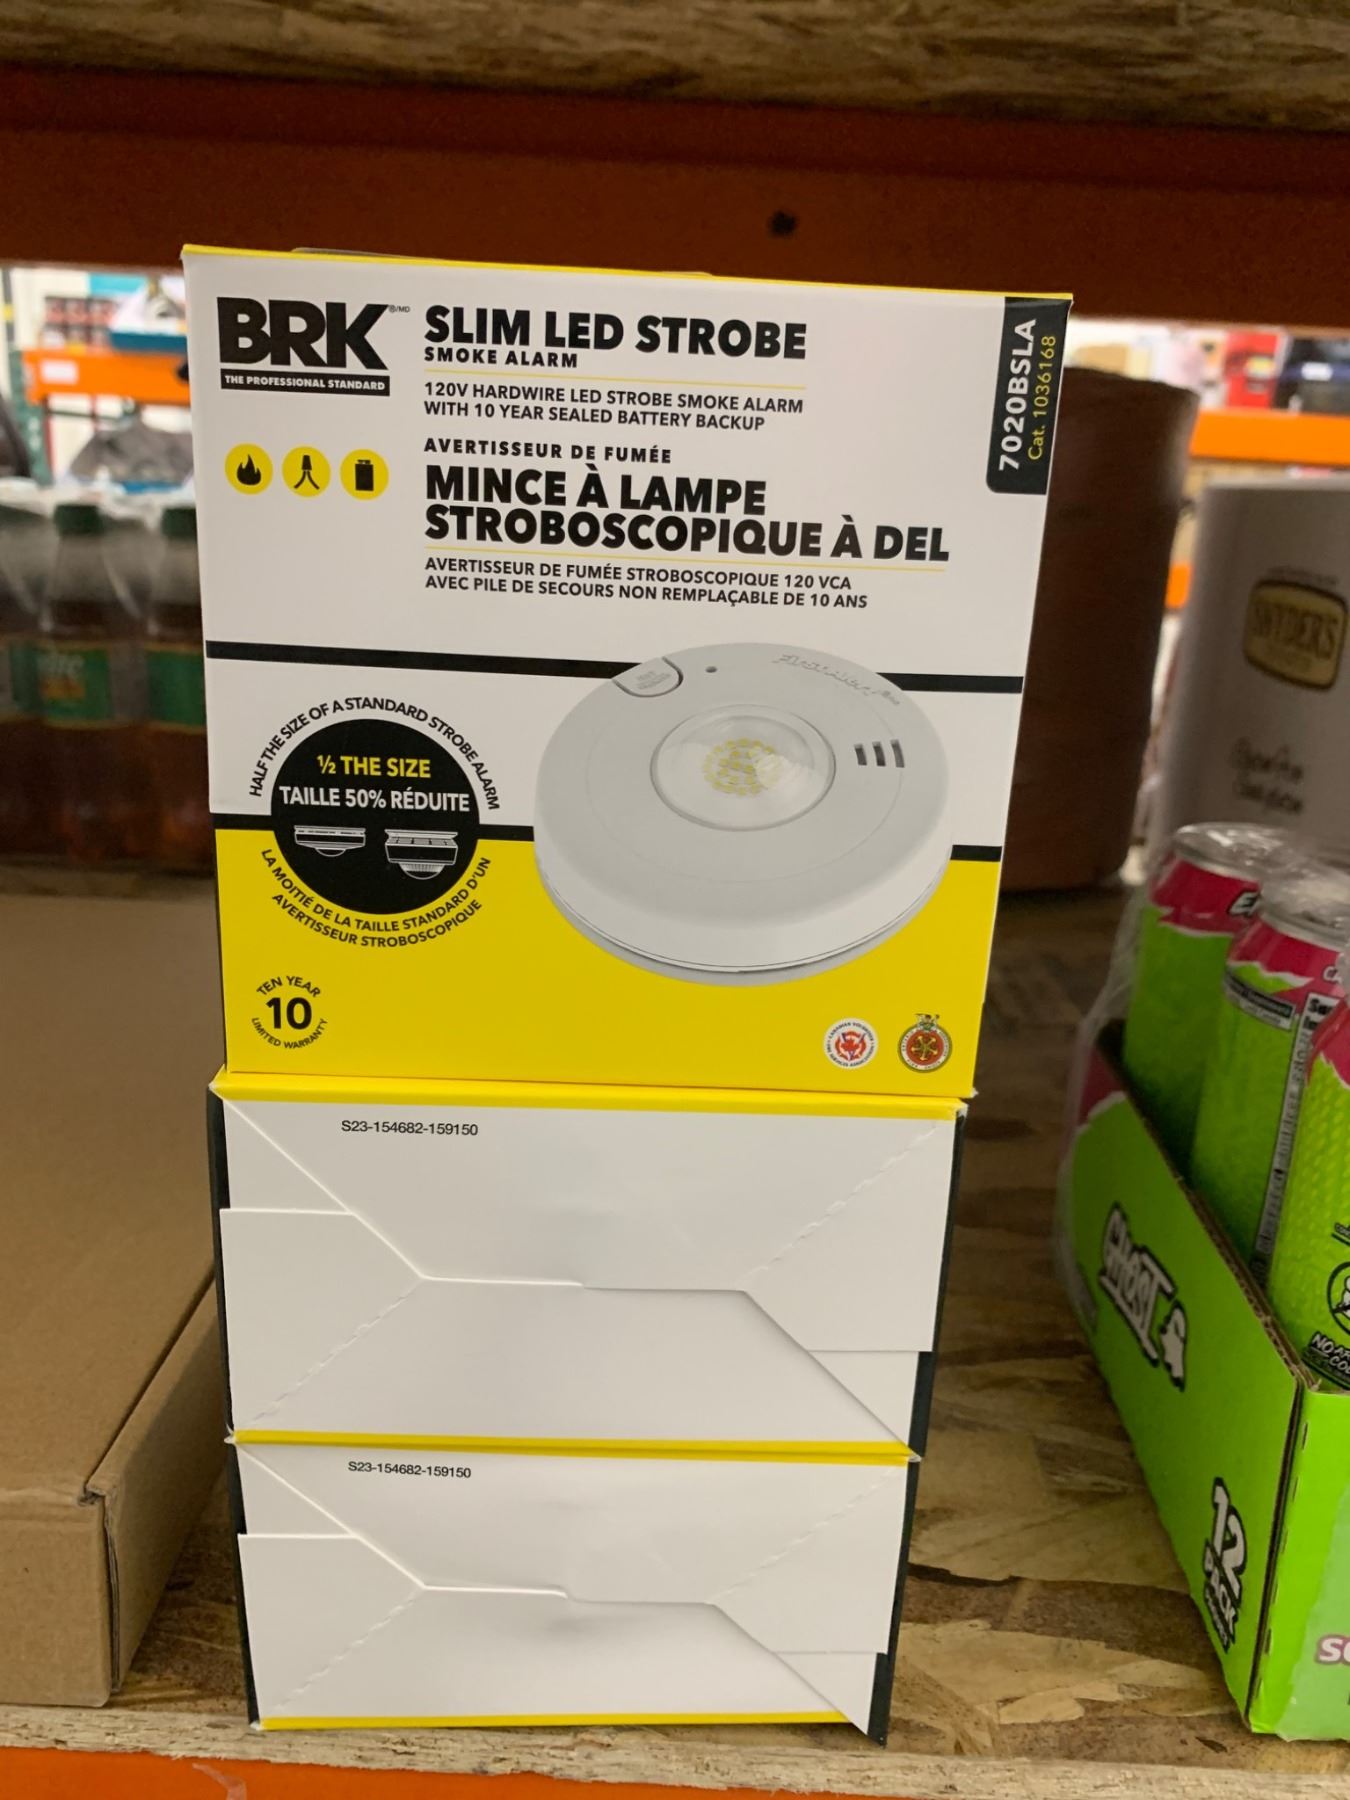 BRK ®/MD
THE PROFESSIONAL STANDARD
SLIM LED STROBE
SMOKE ALARM
120V HARDWIRE LED STROBE SMOKE ALARM
WITH 10 YEAR SEALED BATTERY BACKUP
AVERTISSEUR DE FUMÉE
MINCE À LAMPE
STROBOSCOPIQUE À DEL
AVERTISSEUR DE FUMÉE STROBOSCOPIQUE 120 VCA
AVEC PILE DE SECOURS NON REMPLAÇABLE DE 10 ANS
7020BSLA
Cat. 1036168
HALF THE SIZE OF A STANDARD STROBE ALARM
½ THE SIZE
TAILLE 50% RÉDUITE
LA MOITIÉ DE LA TAILLE STANDARD D'UN
AVERTISSEUR STROBOSCOPIQUE
TEN YEAR
10
LIMITED WARRANTY
S23-154682-159150
S23-154682-159150
SNYDER'S
GHOST
12
PACK